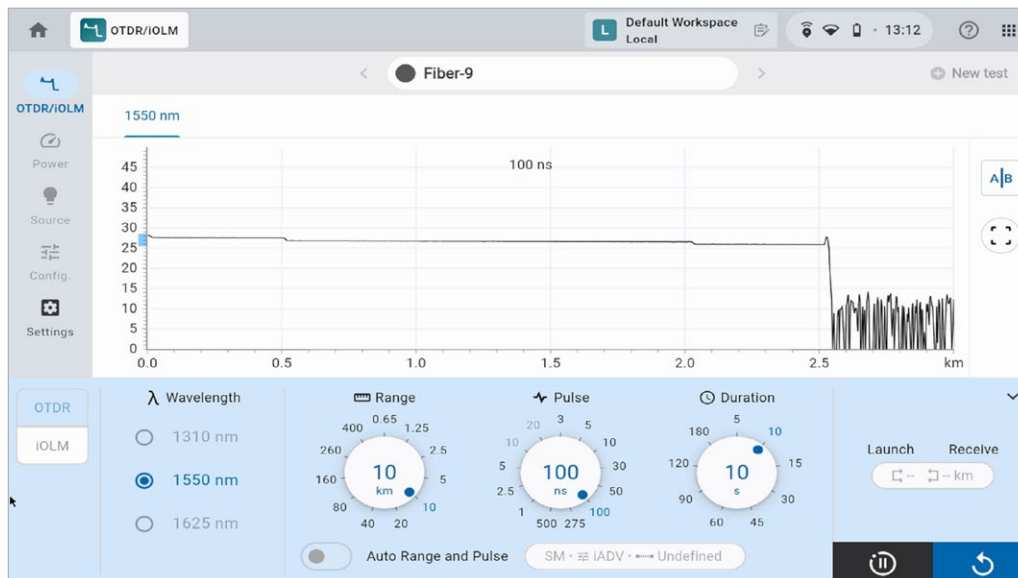 OTDR/iOLM
L
Default Workspace
Local
13:12
OTDR/iOLM
Power
Source
Config.
Settings
Fiber-9
New test
1550 nm
100 ns
A|B
45
40
35
30
25
20
15
10
5
0
0.0 0.5 1.0 1.5 2.0 2.5 km
OTDR
iOLM
λ Wavelength
1310 nm
1550 nm
1625 nm
Range
0.65
400 1.25
260 2.5
160 10 km 5
80 10
40 20
Pulse
20 3 5
10 10
5 100 ns 30
2.5 50
1 100
500 275
Duration
5
180 10
120 10 s 15
90 30
60 45
Launch Receive
-- -- km
Auto Range and Pulse
SM · iADV · Undefined